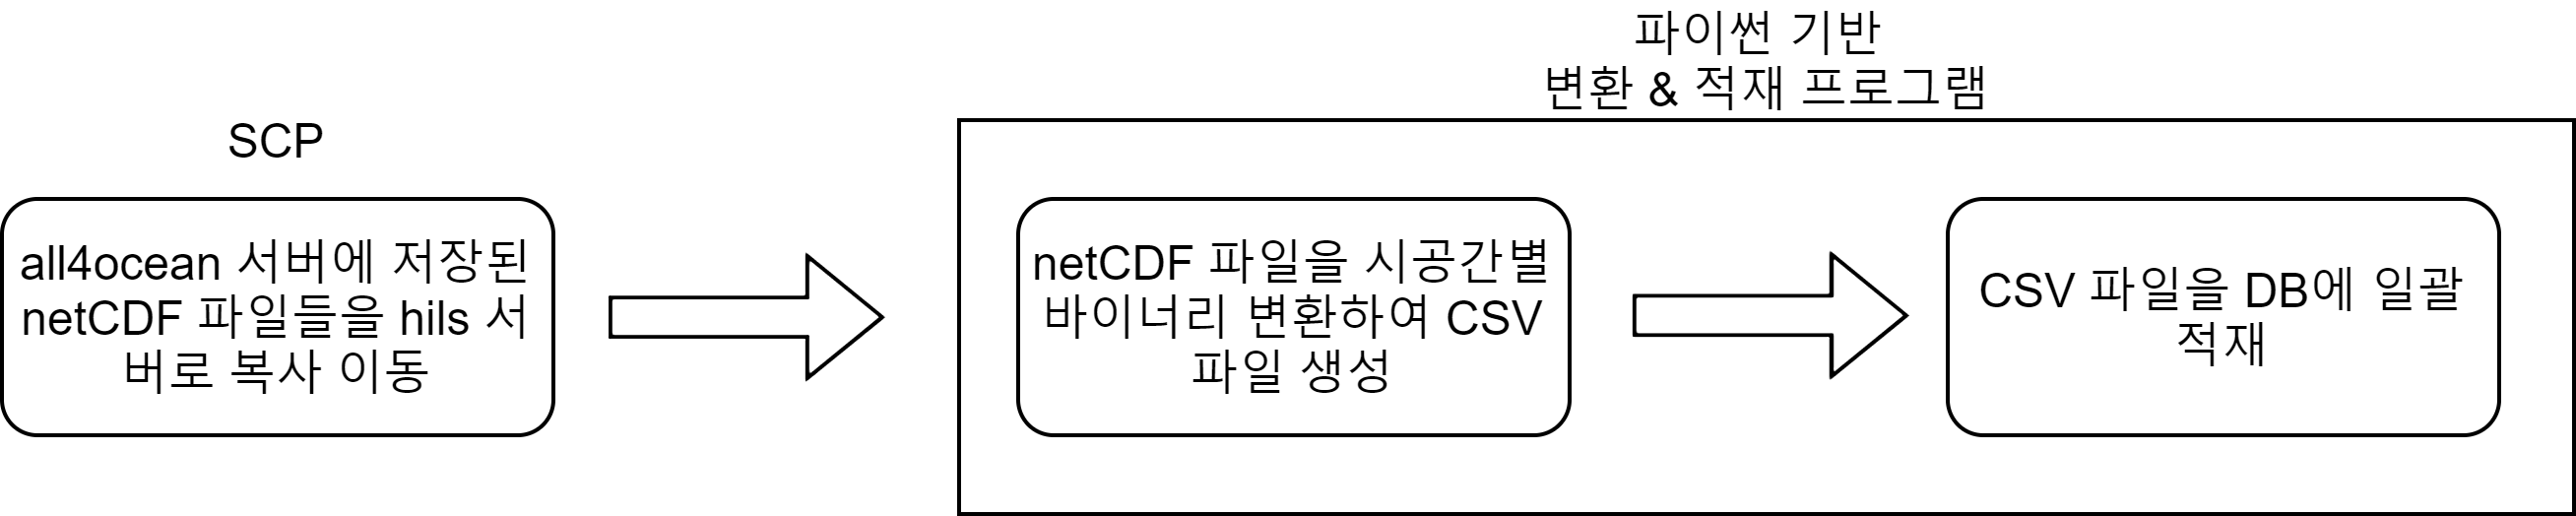 SCP
all4ocean 서버에 저장된
netCDF 파일들을 hils 서
버로 복사 이동
파이썬 기반
변환 & 적재 프로그램
netCDF 파일을 시공간별
바이너리 변환하여 CSV
파일 생성
CSV 파일을 DB에 일괄
적재